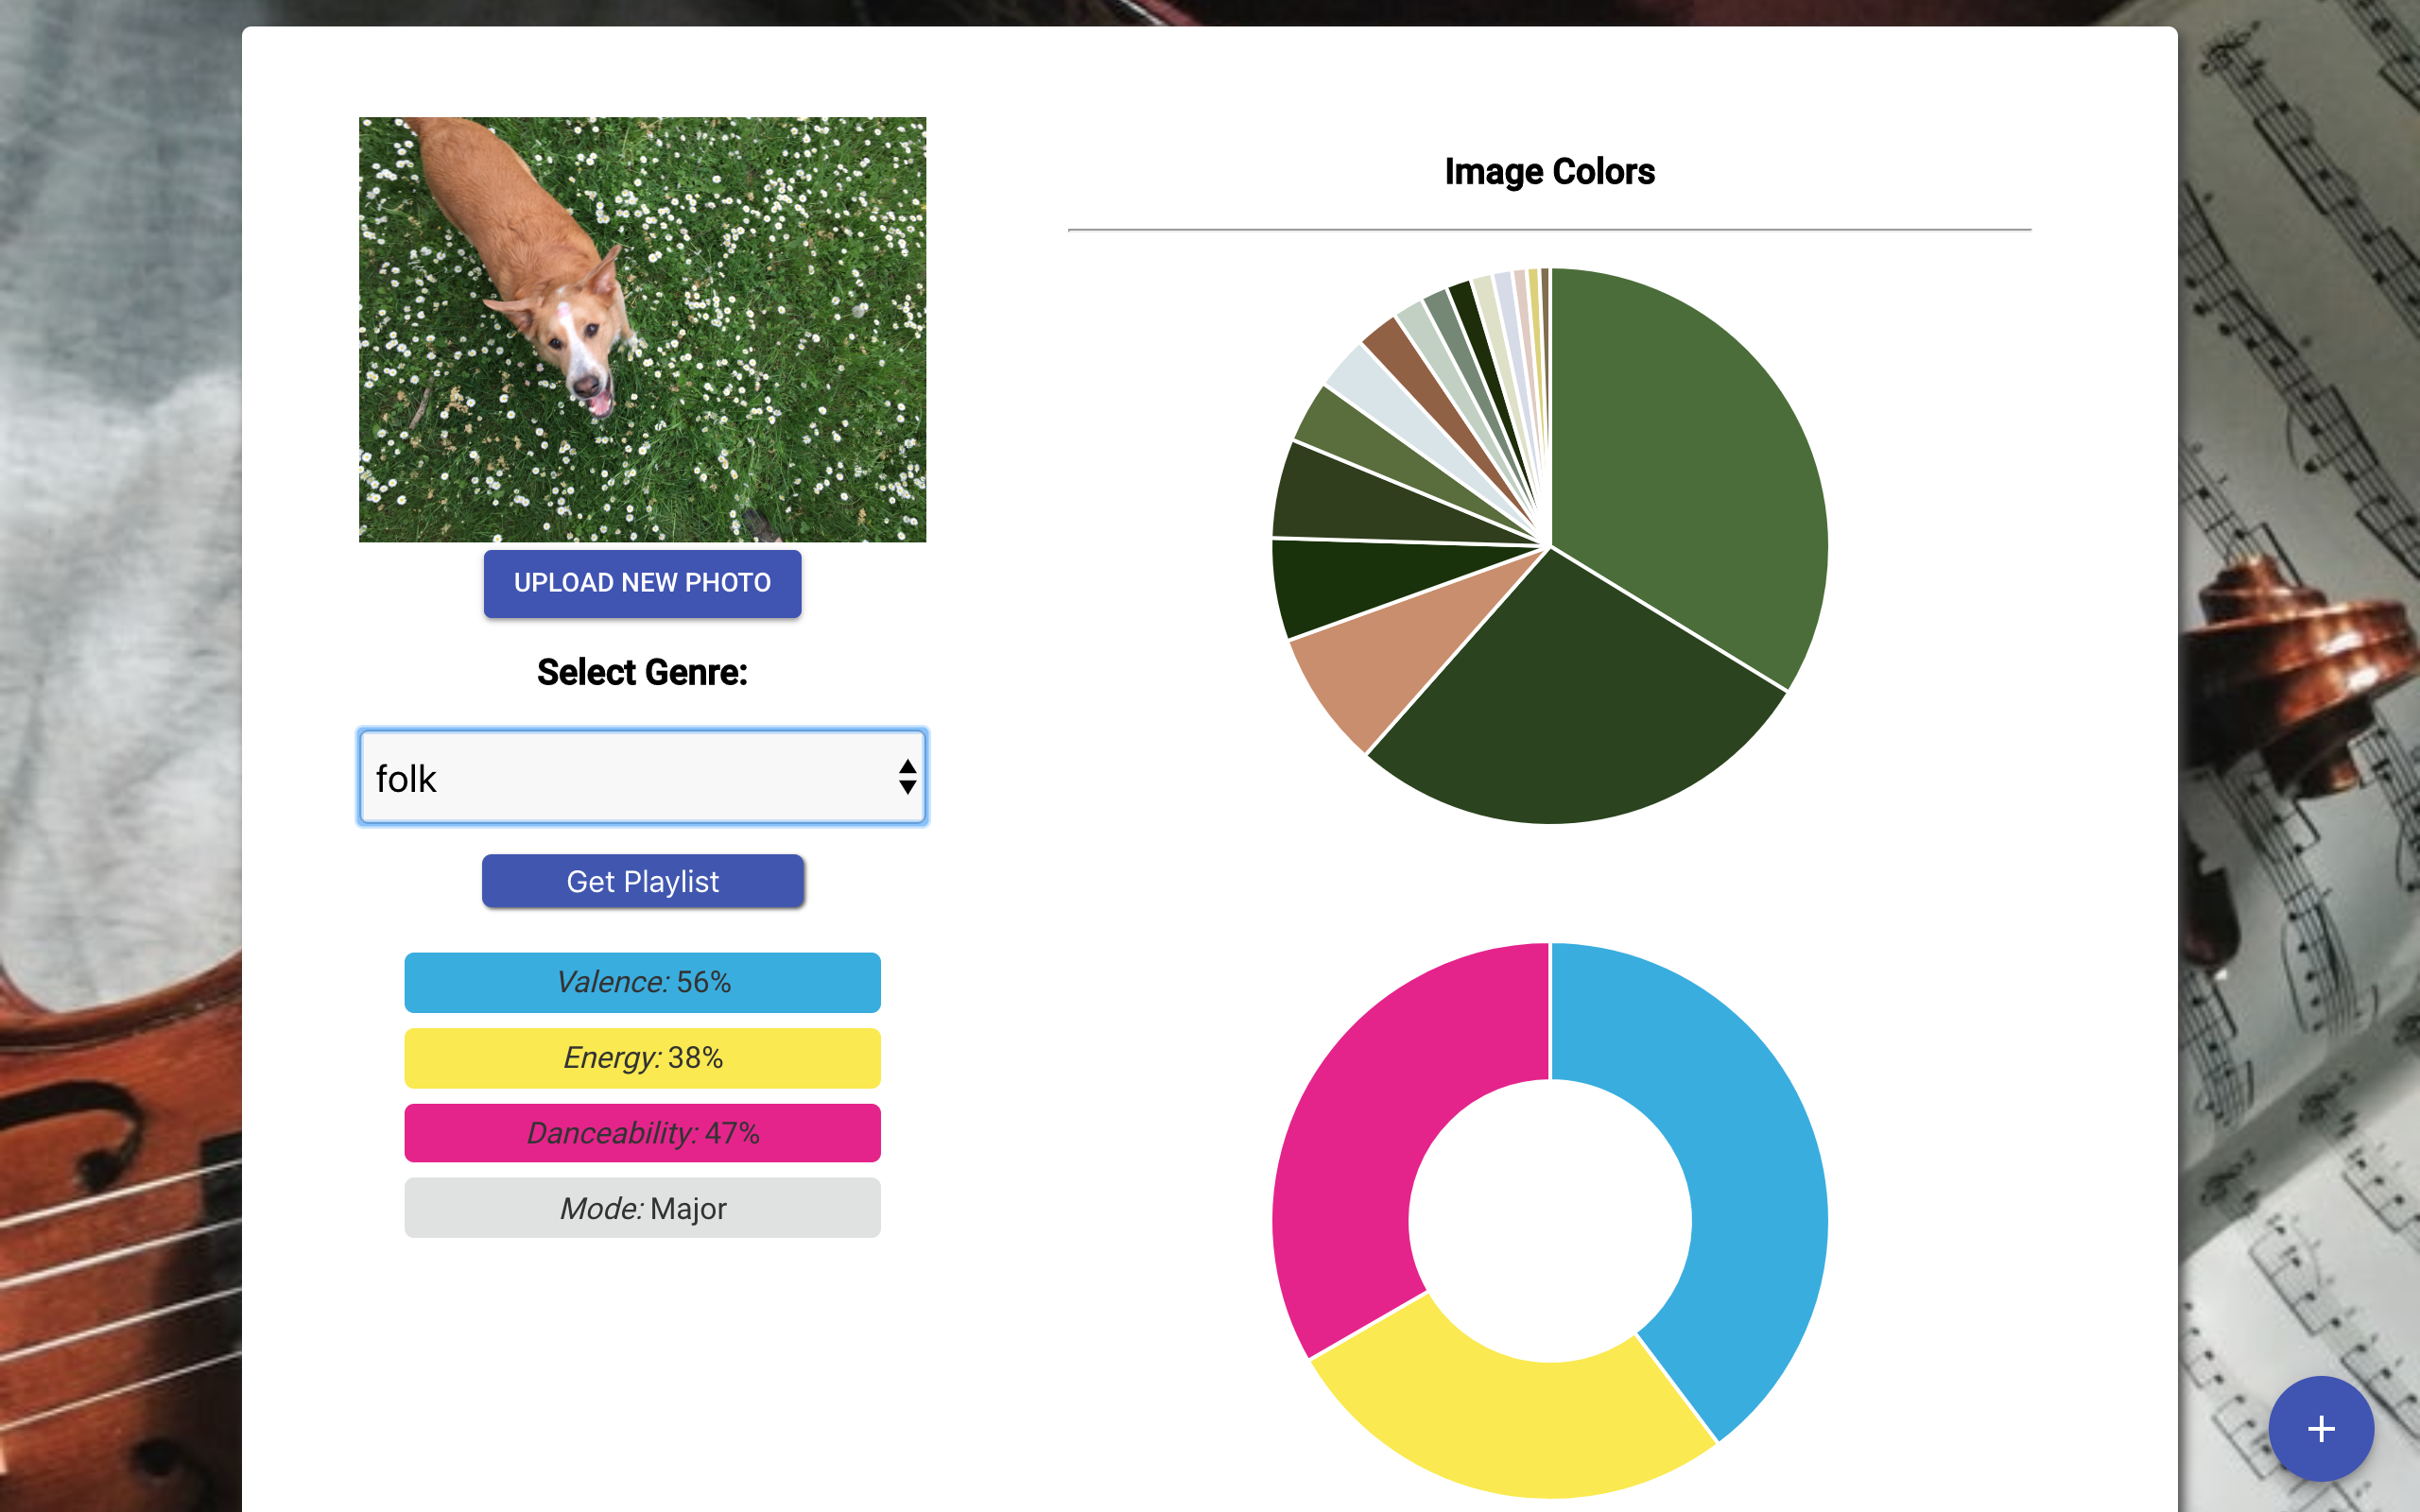 Image Colors
UPLOAD NEW PHOTO
Select Genre:
folk
Get Playlist
Valence: 56%
Energy: 38%
Danceability: 47%
Mode: Major
+